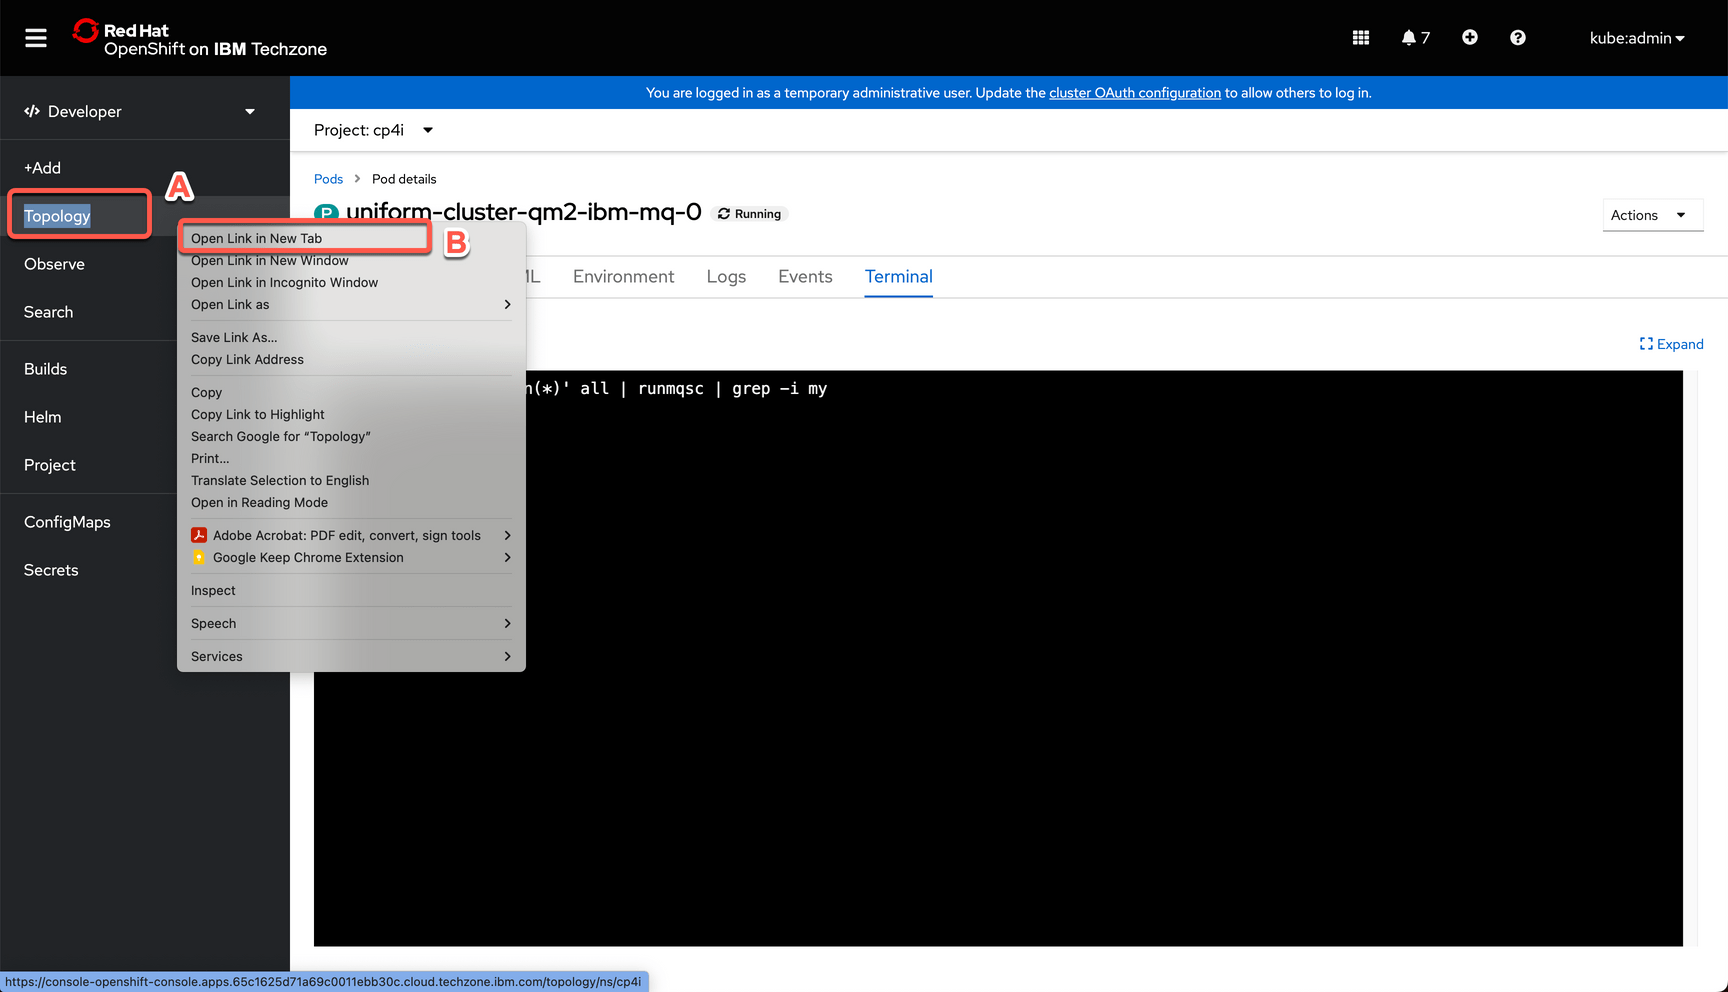 Red Hat
OpenShift on IBM Techzone
7
kube:admin
Developer
You are logged in as a temporary administrative user. Update the cluster OAuth configuration to allow others to log in.
Project: cp4i
+Add
A
Pods
Pod details
Topology
P
uniform-cluster-qm2-ibm-mq-0
Running
Actions
Open Link in New Tab
B
Open Link in New Window
Open Link in Incognito Window
Open Link as
Save Link As...
Copy Link Address
Copy
Copy Link to Highlight
Search Google for “Topology”
Print...
Translate Selection to English
Open in Reading Mode
Adobe Acrobat: PDF edit, convert, sign tools
Google Keep Chrome Extension
Inspect
Speech
Services
Observe
Search
Builds
Helm
Project
ConfigMaps
Secrets
Environment
Logs
Events
Terminal
Expand
(*)' all | runmqsc | grep -i my
https://console-openshift-console.apps.65c1625d71a69c0011ebb30c.cloud.techzone.ibm.com/topology/ns/cp4i